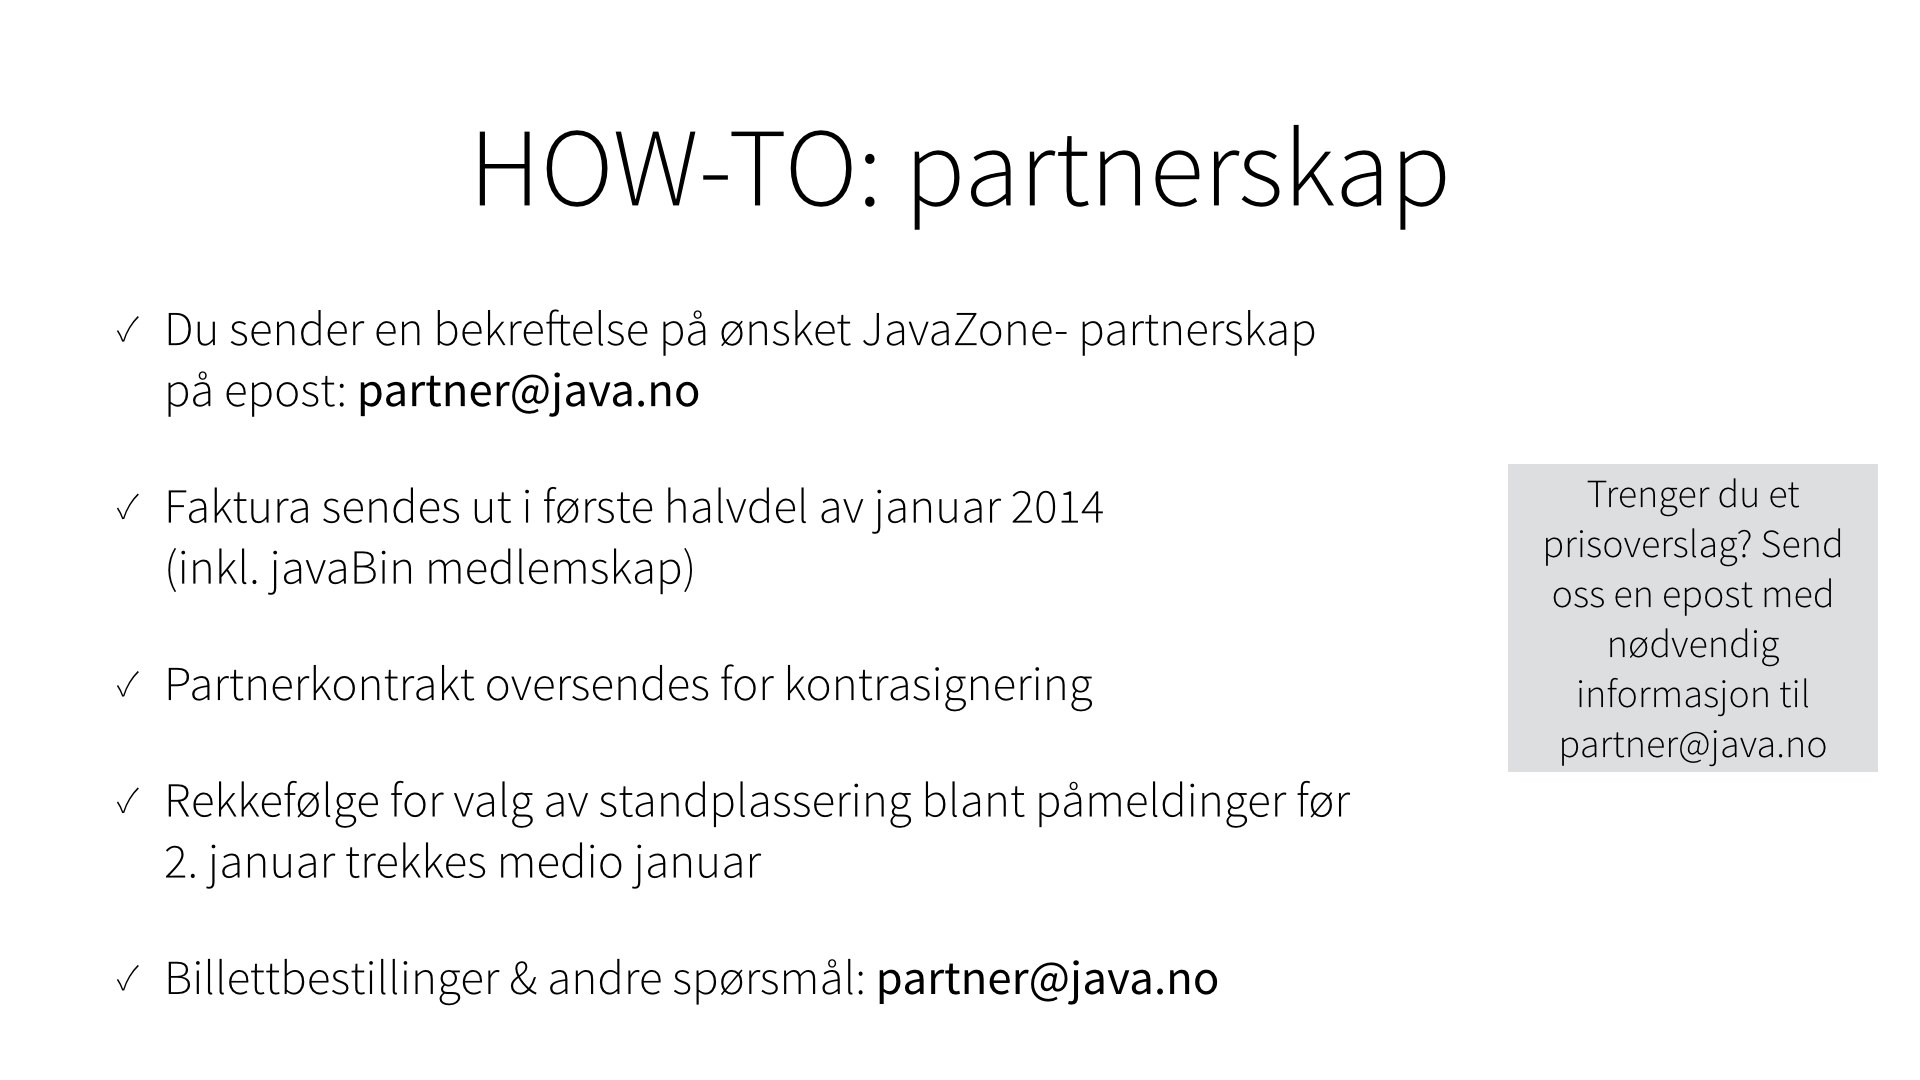 HOW-TO: partnerskap
✓ Du sender en bekreftelse på ønsket JavaZone- partnerskap
på epost: partner@java.no
✓ Faktura sendes ut i første halvdel av januar 2014
(inkl. javaBin medlemskap)
✓ Partnerkontrakt oversendes for kontrasignering
✓ Rekkefølge for valg av standplassering blant påmeldinger før
2. januar trekkes medio januar
✓ Billettbestillinger & andre spørsmål: partner@java.no
Trenger du et
prisoverslag? Send
oss en epost med
nødvendig
informasjon til
partner@java.no